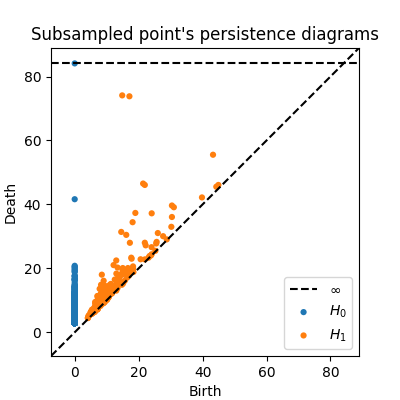 Subsampled point's persistence diagrams
80
60
40
20
0
Death
0 20 40 60 80
Birth
∞
H₀
H₁